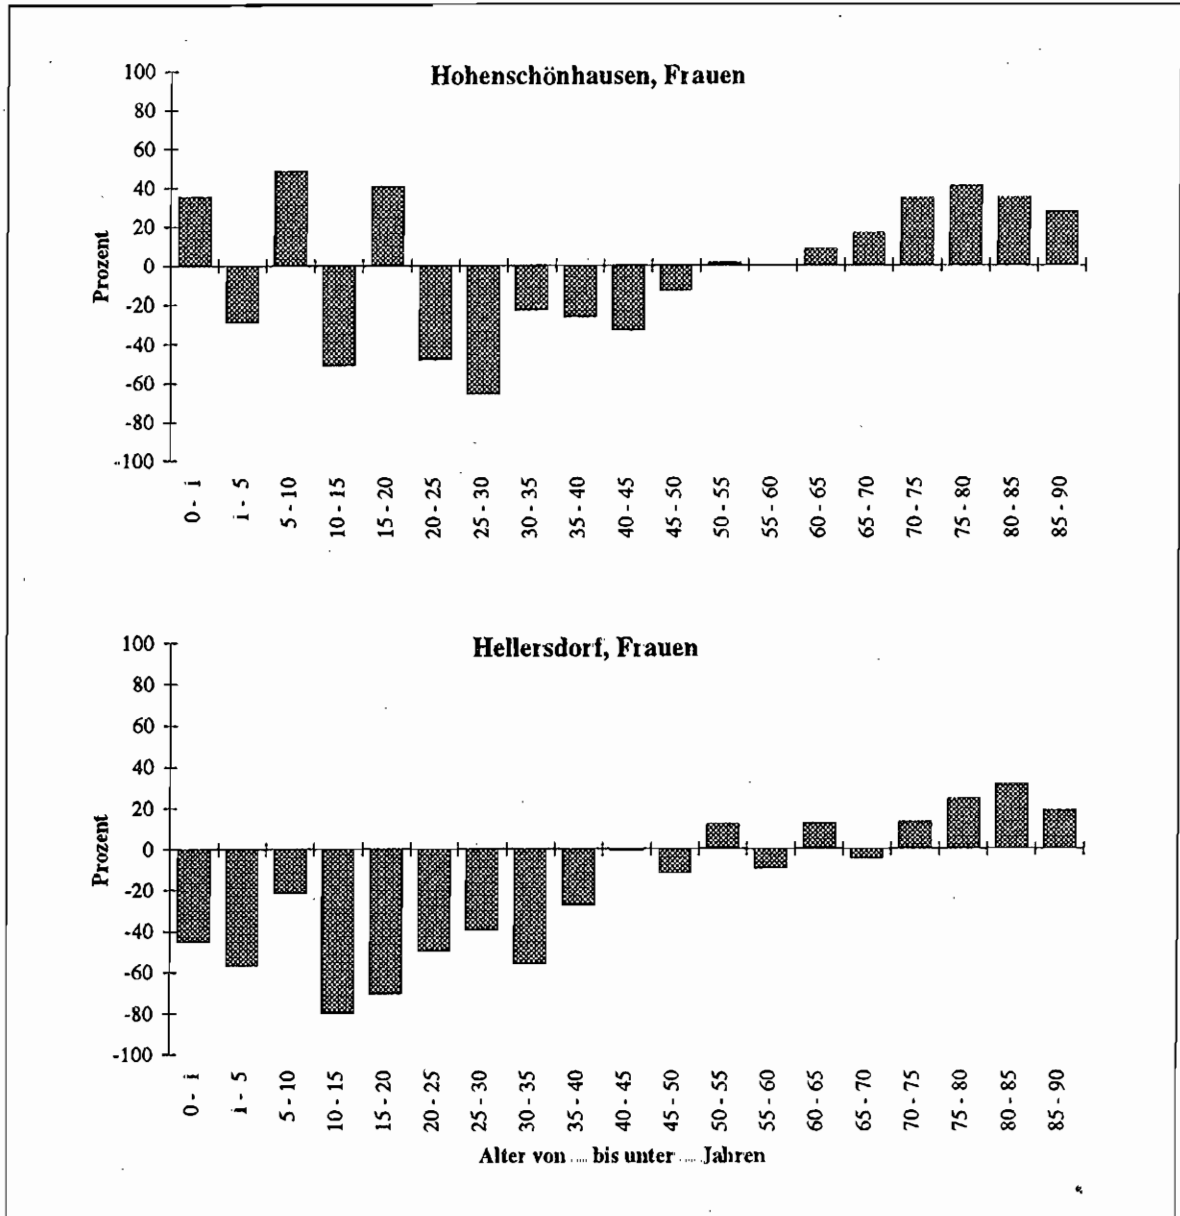 Hohenschönhausen, Frauen
100
80
60
40
20
0
-20
-40
-60
-80
-100
Prozent
0 - i
i - 5
5 - 10
10 - 15
15 - 20
20 - 25
25 - 30
30 - 35
35 - 40
40 - 45
45 - 50
50 - 55
55 - 60
60 - 65
65 - 70
70 - 75
75 - 80
80 - 85
85 - 90
Hellersdorf, Frauen
100
80
60
40
20
0
-20
-40
-60
-80
-100
Prozent
0 - i
i - 5
5 - 10
10 - 15
15 - 20
20 - 25
25 - 30
30 - 35
35 - 40
40 - 45
45 - 50
50 - 55
55 - 60
60 - 65
65 - 70
70 - 75
75 - 80
80 - 85
85 - 90
Alter von .... bis unter .... Jahren